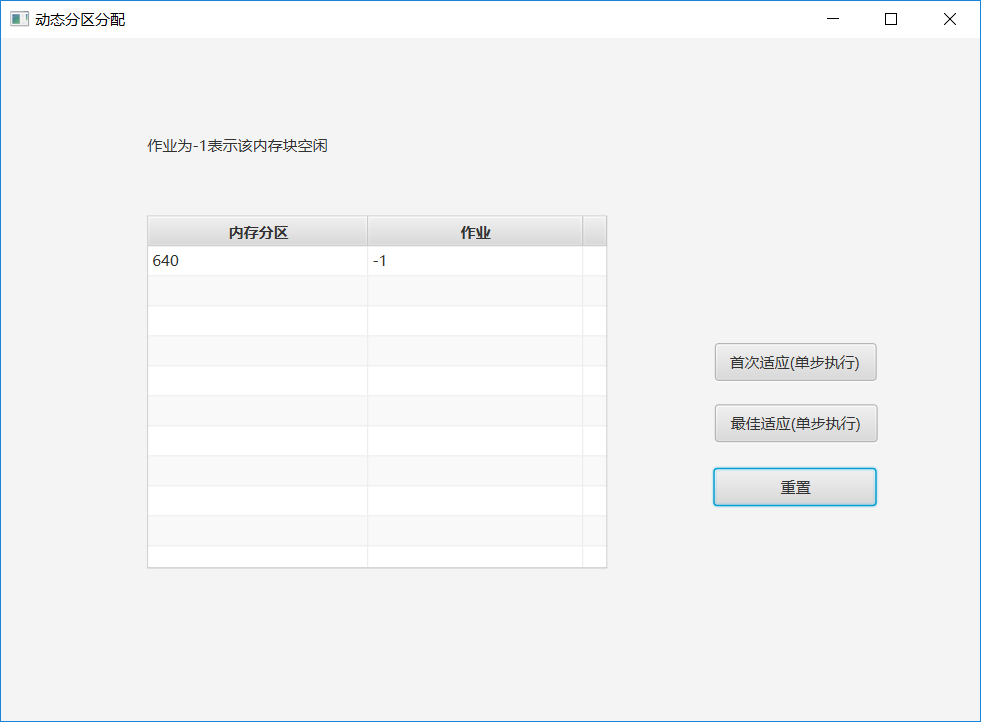 动态分区分配
作业为-1表示该内存块空闲
内存分区 作业
640 -1
首次适应(单步执行)
最佳适应(单步执行)
重置